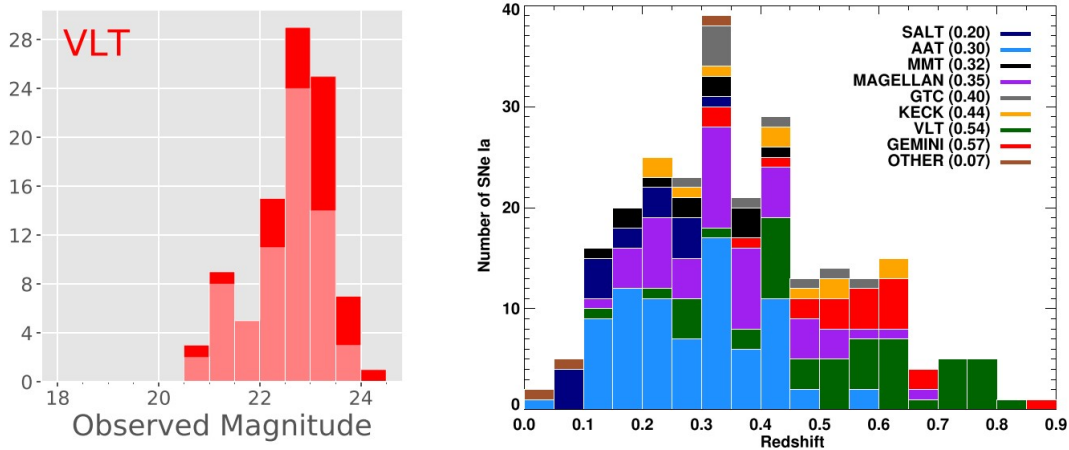 VLT
28
24
20
16
12
8
4
0
18 20 22 24
Observed Magnitude
40
30
20
10
0
Number of SNe Ia
SALT (0.20)
AAT (0.30)
MMT (0.32)
MAGELLAN (0.35)
GTC (0.40)
KECK (0.44)
VLT (0.54)
GEMINI (0.57)
OTHER (0.07)
0.0 0.1 0.2 0.3 0.4 0.5 0.6 0.7 0.8 0.9
Redshift